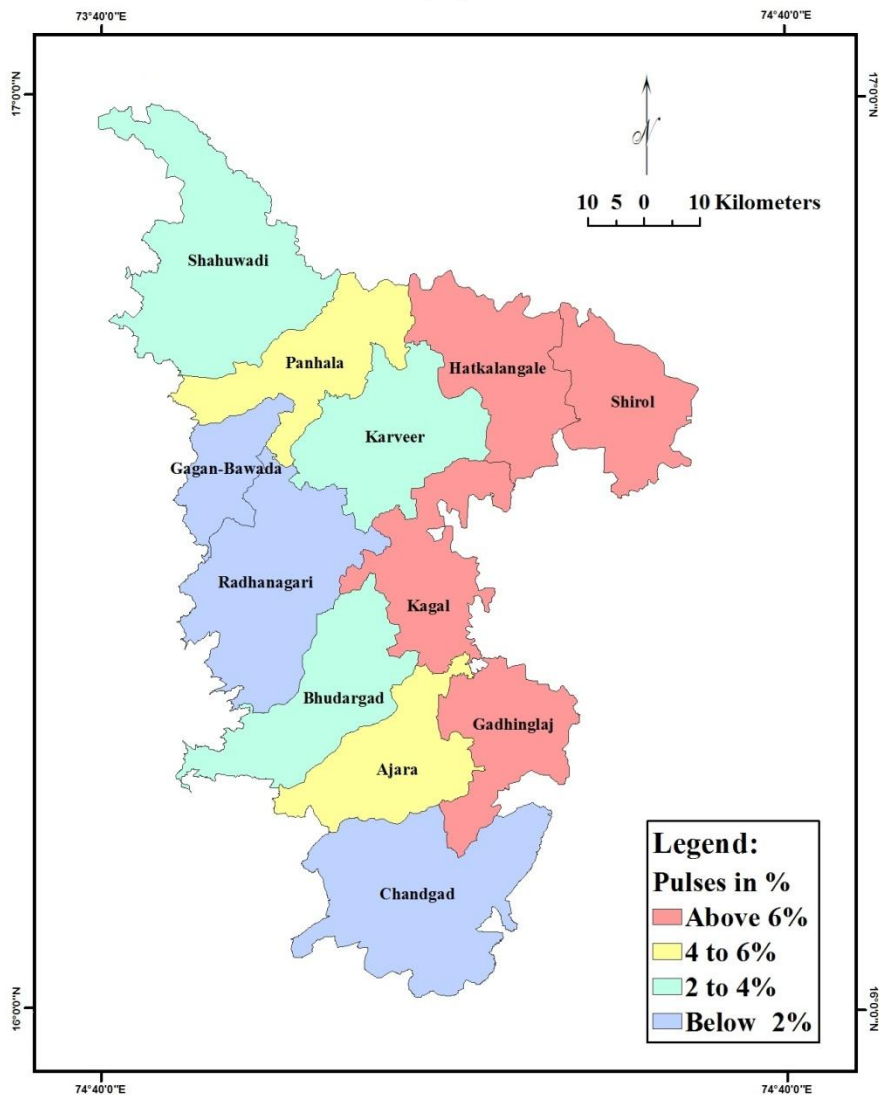 73°40'0"E 74°40'0"E
17°0'0"N 17°0'0"N
N
10 5 0 10 Kilometers
Shahuwadi
Panhala
Hatkalangale
Shirol
Karveer
Gagan-Bawada
Radhanagari
Kagal
Bhudargad
Gadhinglaj
Ajara
Chandgad
Legend:
Pulses in %
Above 6%
4 to 6%
2 to 4%
Below 2%
16°0'0"N 16°0'0"N
74°40'0"E 74°40'0"E